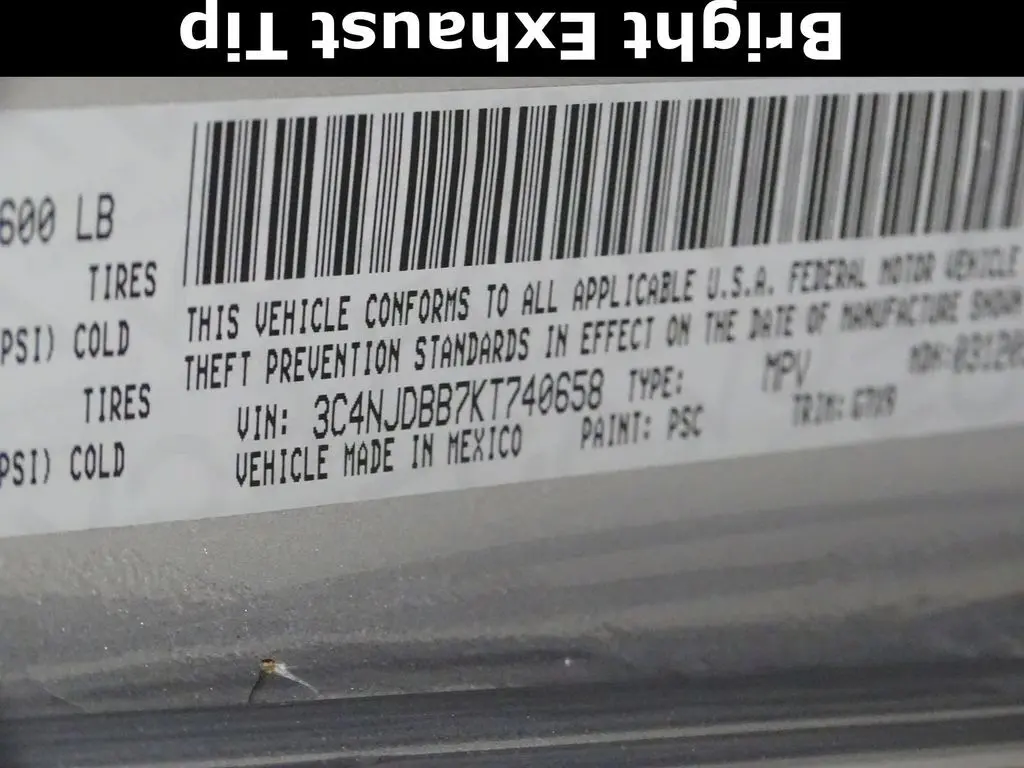 Bright Exhaust Tip
600 LB
TIRES
PSI) COLD
TIRES
PSI) COLD
THIS VEHICLE CONFORMS TO ALL APPLICABLE U.S.A. FEDERAL MOTOR VEHICLE
THEFT PREVENTION STANDARDS IN EFFECT ON THE DATE OF MANUFACTURE SHOWN
VIN: 3C4NJDBB7KT740658 TYPE: MPV
VEHICLE MADE IN MEXICO PAINT: PSC TRIM: